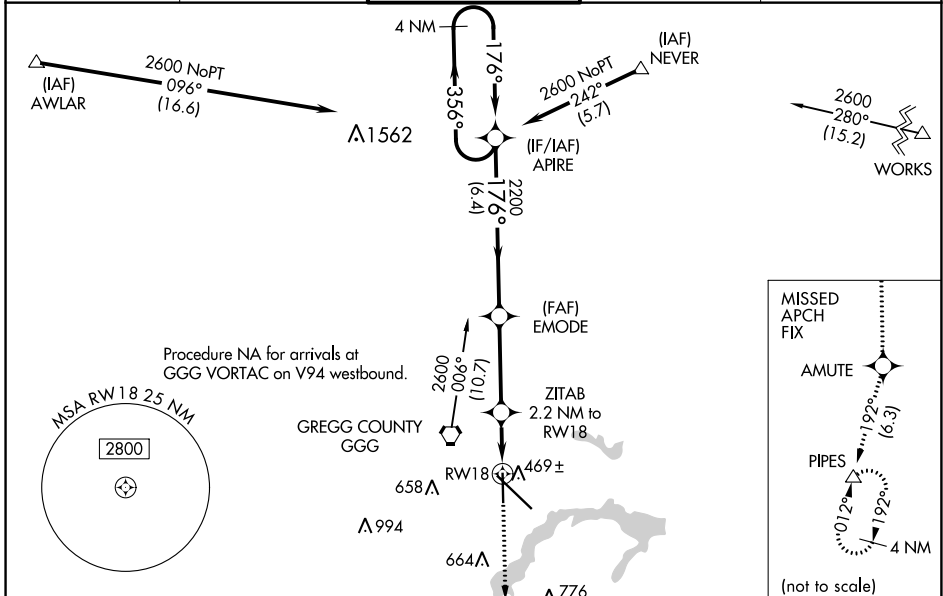 4 NM
2600 NoPT
096°
(16.6)
(IAF)
AWLAR
176°
356°
(IAF)
NEVER
2600 NoPT
242°
(5.7)
2600
280°
(15.2)
WORKS
1562
(IF/IAF)
APIRE
2200
176°
(6.4)
(FAF)
EMODE
MISSED
APCH
FIX
AMUTE
192°
(6.3)
PIPES
012°
192°
4 NM
(not to scale)
Procedure NA for arrivals at
GGG VORTAC on V94 westbound.
2600
006°
(10.7)
ZITAB
2.2 NM to
RW18
GREGG COUNTY
GGG
MSA RW18 25 NM
2800
RW18
469±
658
994
664
776